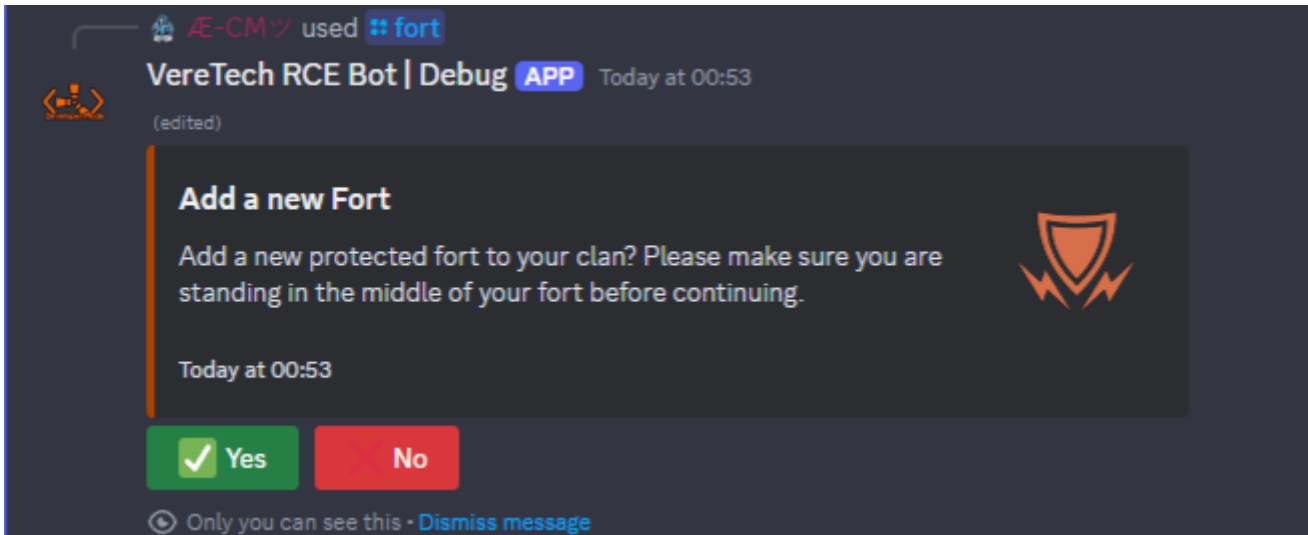 Æ-CMツ used fort
VereTech RCE Bot | Debug APP Today at 00:53
(edited)
Add a new Fort
Add a new protected fort to your clan? Please make sure you are
standing in the middle of your fort before continuing.
Today at 00:53
Yes No
Only you can see this • Dismiss message